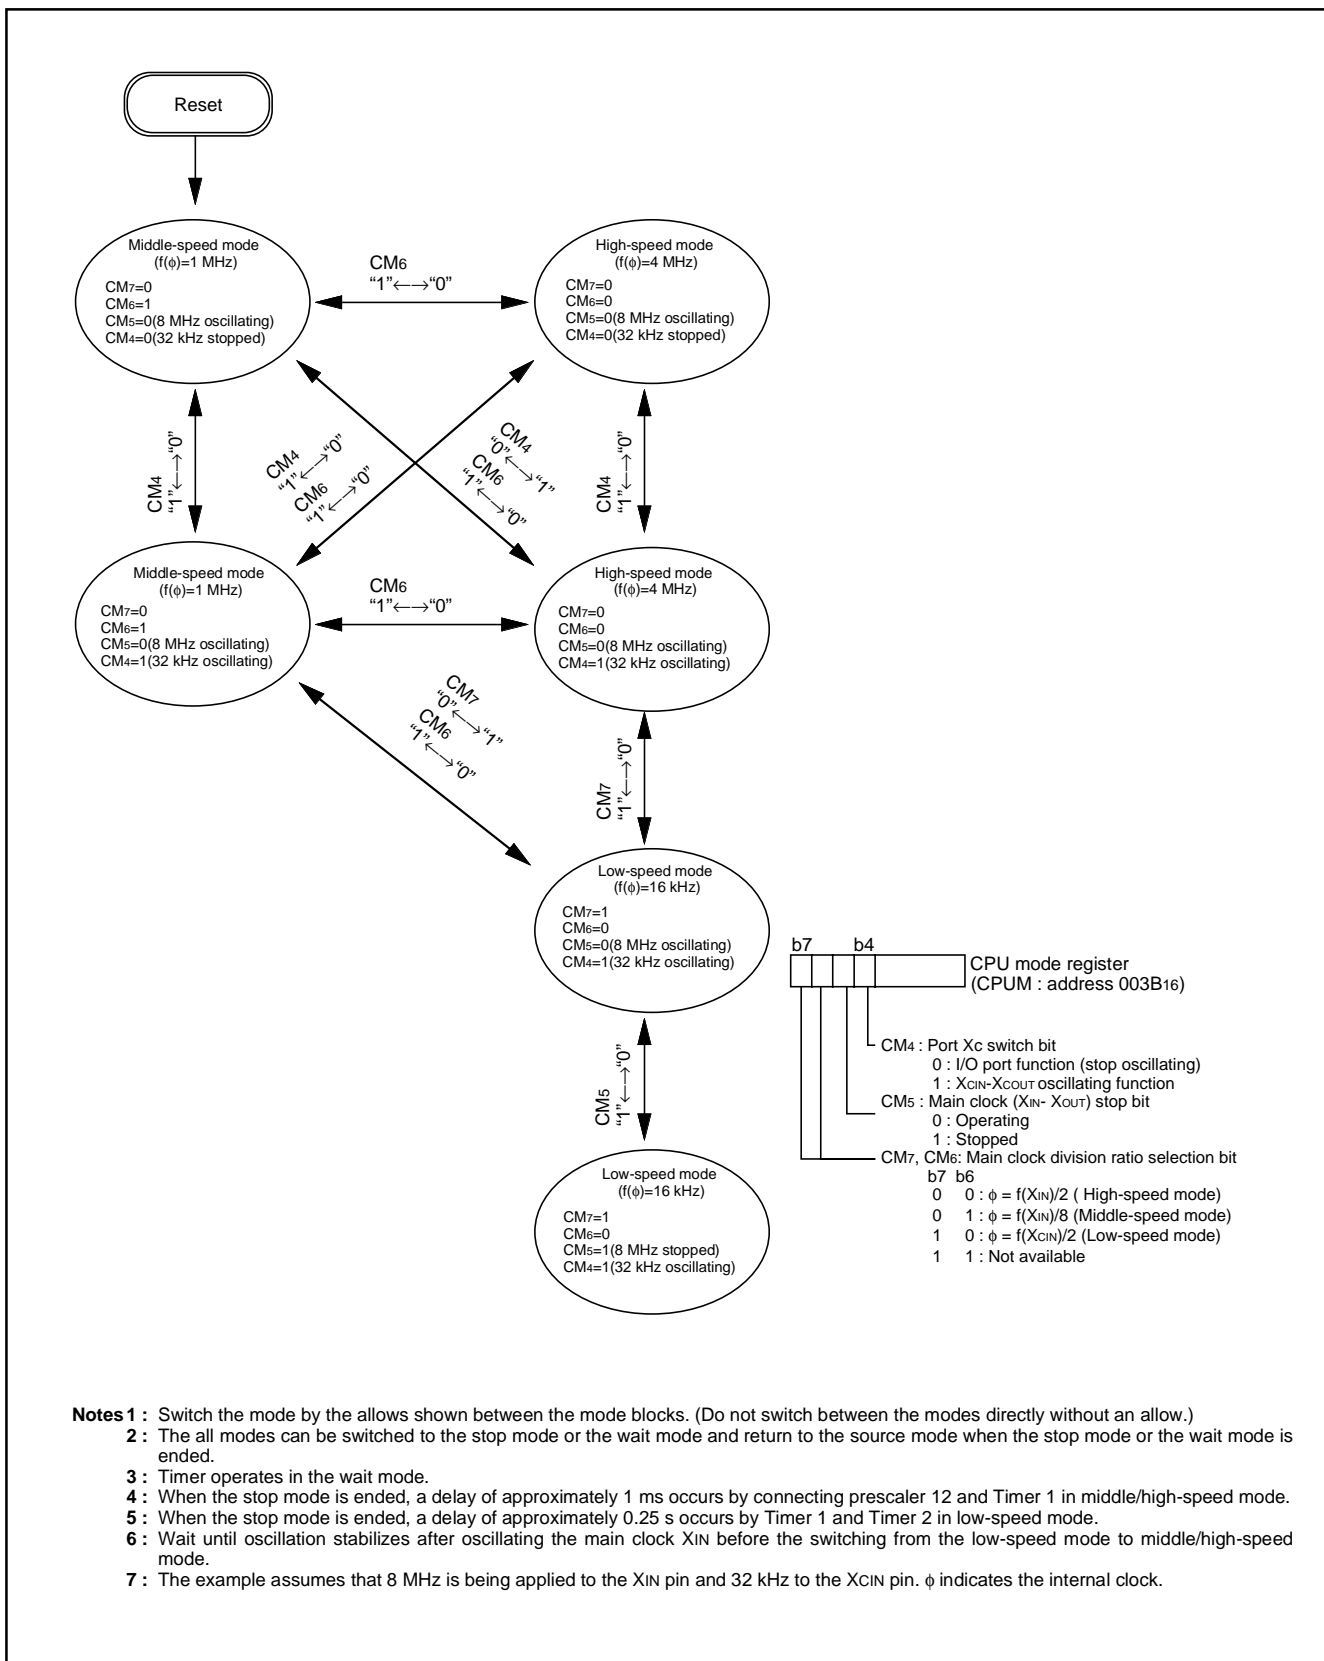 Reset
Middle-speed mode
(f(ϕ)=1 MHz)
CM7=0
CM6=1
CM5=0(8 MHz oscillating)
CM4=0(32 kHz stopped)
CM6
“1”←→“0”
High-speed mode
(f(ϕ)=4 MHz)
CM7=0
CM6=0
CM5=0(8 MHz oscillating)
CM4=0(32 kHz stopped)
CM4
“1”←→“0”
CM4
“1”←→“0”
CM6
“1”←→“0”
CM4
“0”←→“1”
CM6
“1”←→“0”
CM4
“1”←→“0”
Middle-speed mode
(f(ϕ)=1 MHz)
CM7=0
CM6=1
CM5=0(8 MHz oscillating)
CM4=1(32 kHz oscillating)
CM6
“1”←→“0”
High-speed mode
(f(ϕ)=4 MHz)
CM7=0
CM6=0
CM5=0(8 MHz oscillating)
CM4=1(32 kHz oscillating)
CM7
“0”←→“1”
CM6
“1”←→“0”
CM7
“1”←→“0”
Low-speed mode
(f(ϕ)=16 kHz)
CM7=1
CM6=0
CM5=0(8 MHz oscillating)
CM4=1(32 kHz oscillating)
CM5
“1”←→“0”
Low-speed mode
(f(ϕ)=16 kHz)
CM7=1
CM6=0
CM5=1(8 MHz stopped)
CM4=1(32 kHz oscillating)
b7 b4
CPU mode register
(CPUM : address 003B16)
CM4 : Port Xc switch bit
0 : I/O port function (stop oscillating)
1 : XCIN-XCOUT oscillating function
CM5 : Main clock (XIN- XOUT) stop bit
0 : Operating
1 : Stopped
CM7, CM6: Main clock division ratio selection bit
b7 b6
0 0 : ϕ = f(XIN)/2 ( High-speed mode)
0 1 : ϕ = f(XIN)/8 (Middle-speed mode)
1 0 : ϕ = f(XCIN)/2 (Low-speed mode)
1 1 : Not available
Notes 1 : Switch the mode by the allows shown between the mode blocks. (Do not switch between the modes directly without an allow.)
2 : The all modes can be switched to the stop mode or the wait mode and return to the source mode when the stop mode or the wait mode is
ended.
3 : Timer operates in the wait mode.
4 : When the stop mode is ended, a delay of approximately 1 ms occurs by connecting prescaler 12 and Timer 1 in middle/high-speed mode.
5 : When the stop mode is ended, a delay of approximately 0.25 s occurs by Timer 1 and Timer 2 in low-speed mode.
6 : Wait until oscillation stabilizes after oscillating the main clock XIN before the switching from the low-speed mode to middle/high-speed
mode.
7 : The example assumes that 8 MHz is being applied to the XIN pin and 32 kHz to the XCIN pin. ϕ indicates the internal clock.